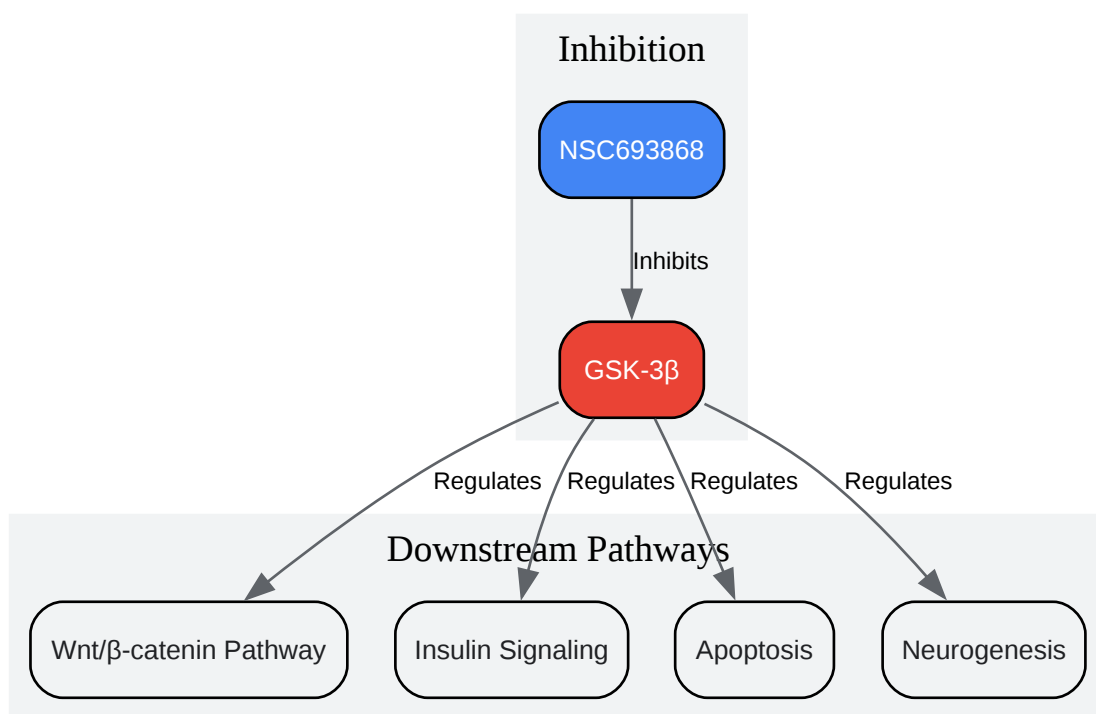 Inhibition
NSC693868
Inhibits
GSK-3β
Regulates
Regulates
Regulates
Regulates
Downstream Pathways
Wnt/β-catenin Pathway
Insulin Signaling
Apoptosis
Neurogenesis